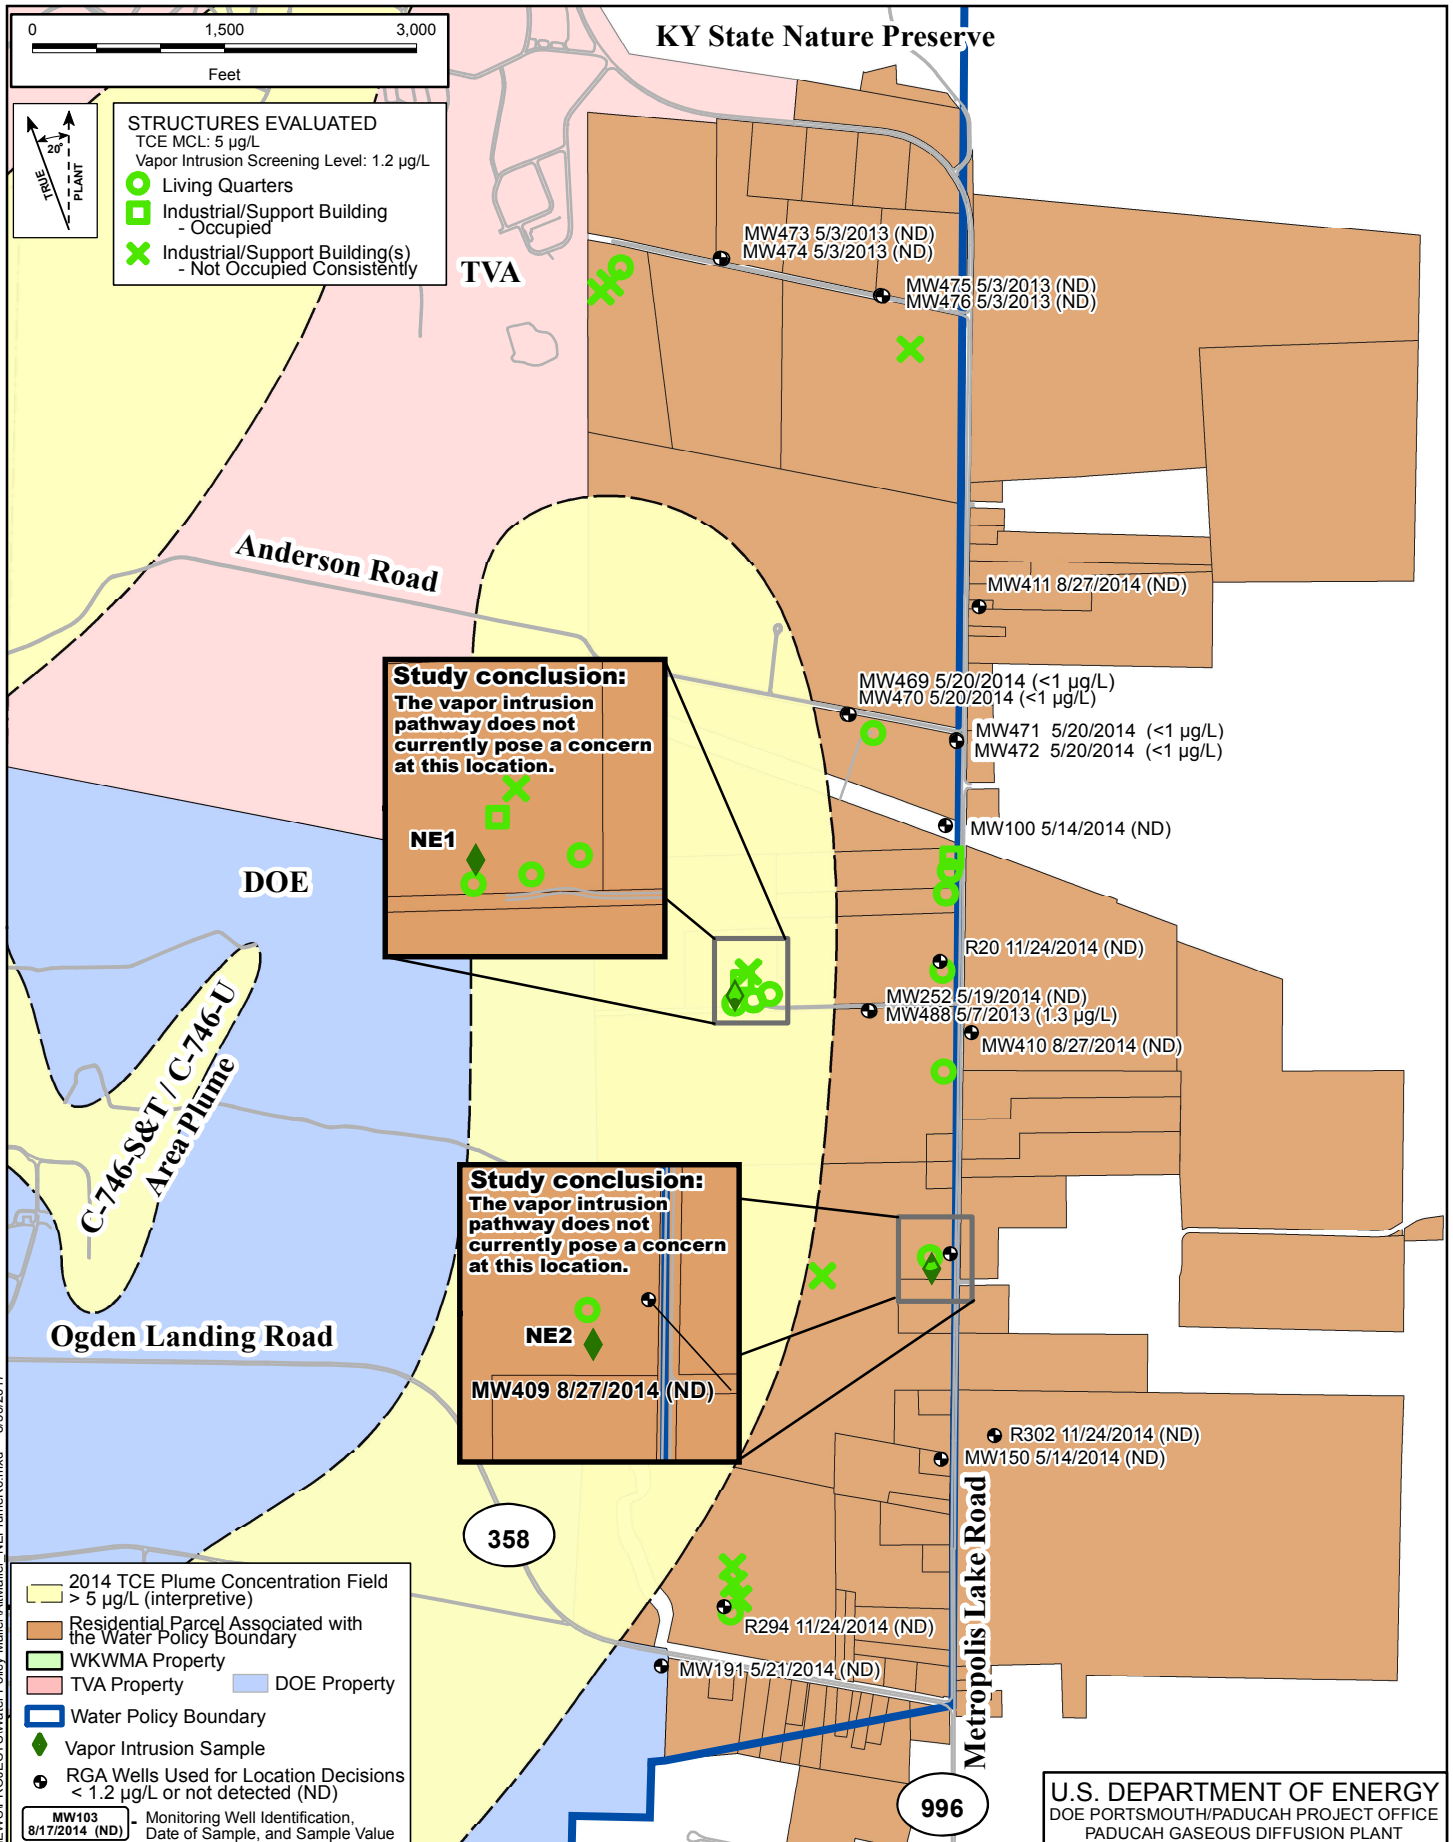 0 1,500 3,000
Feet
KY State Nature Preserve
TRUE
20°
PLANT
STRUCTURES EVALUATED
TCE MCL: 5 µg/L
Vapor Intrusion Screening Level: 1.2 µg/L
Living Quarters
Industrial/Support Building
- Occupied
Industrial/Support Building(s)
- Not Occupied Consistently
TVA
MW473 5/3/2013 (ND)
MW474 5/3/2013 (ND)
MW475 5/3/2013 (ND)
MW476 5/3/2013 (ND)
Anderson Road
MW411 8/27/2014 (ND)
MW469 5/20/2014 (<1 µg/L)
MW470 5/20/2014 (<1 µg/L)
MW471 5/20/2014 (<1 µg/L)
MW472 5/20/2014 (<1 µg/L)
Study conclusion:
The vapor intrusion
pathway does not
currently pose a concern
at this location.
NE1
MW100 5/14/2014 (ND)
DOE
R20 11/24/2014 (ND)
MW252 5/19/2014 (ND)
MW488 5/7/2013 (1.3 µg/L)
MW410 8/27/2014 (ND)
C-746-S&T / C-746-U
Area Plume
Study conclusion:
The vapor intrusion
pathway does not
currently pose a concern
at this location.
NE2
MW409 8/27/2014 (ND)
Ogden Landing Road
R302 11/24/2014 (ND)
MW150 5/14/2014 (ND)
358
Metropolis Lake Road
R294 11/24/2014 (ND)
MW191 5/21/2014 (ND)
996
2014 TCE Plume Concentration Field
> 5 µg/L (interpretive)
Residential Parcel Associated with
the Water Policy Boundary
WKWMA Property
TVA Property DOE Property
Water Policy Boundary
Vapor Intrusion Sample
RGA Wells Used for Location Decisions
< 1.2 µg/L or not detected (ND)
MW103
8/17/2014 (ND)
- Monitoring Well Identification,
Date of Sample, and Sample Value
U.S. DEPARTMENT OF ENERGY
DOE PORTSMOUTH/PADUCAH PROJECT OFFICE
PADUCAH GASEOUS DIFFUSION PLANT